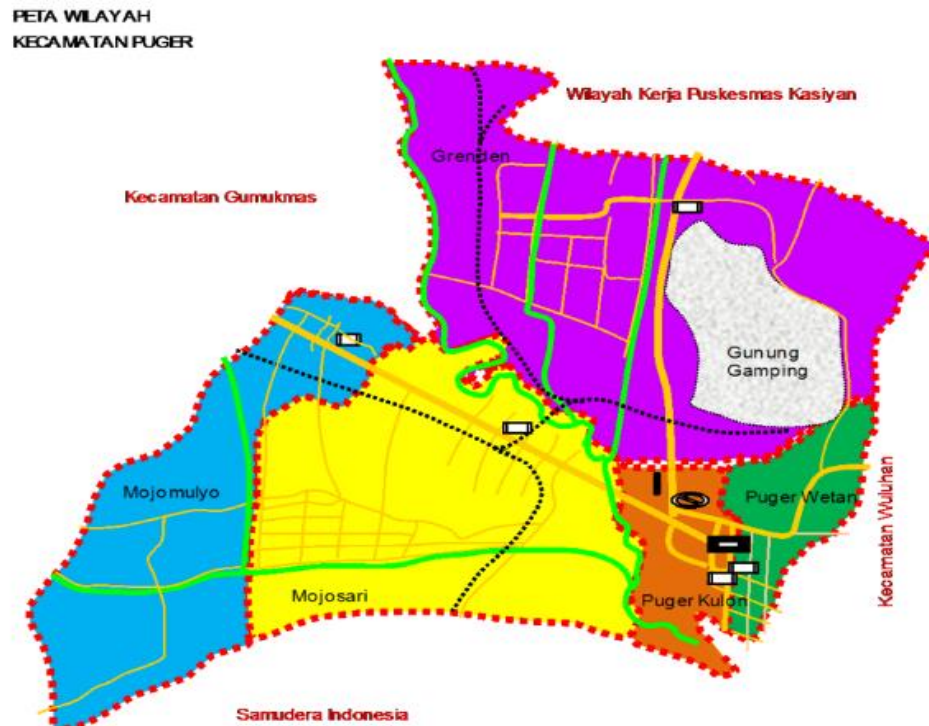 PETA WILAYAH
KECAMATAN PUGER
Wilayah Kerja Puskesmas Kasiyan
Grenden
Kecamatan Gumukmas
Gunung
Gamping
Mojomulyo
Puger Wetan
Kecamatan Wuluhan
Mojosari
Puger Kulon
Samudera Indonesia